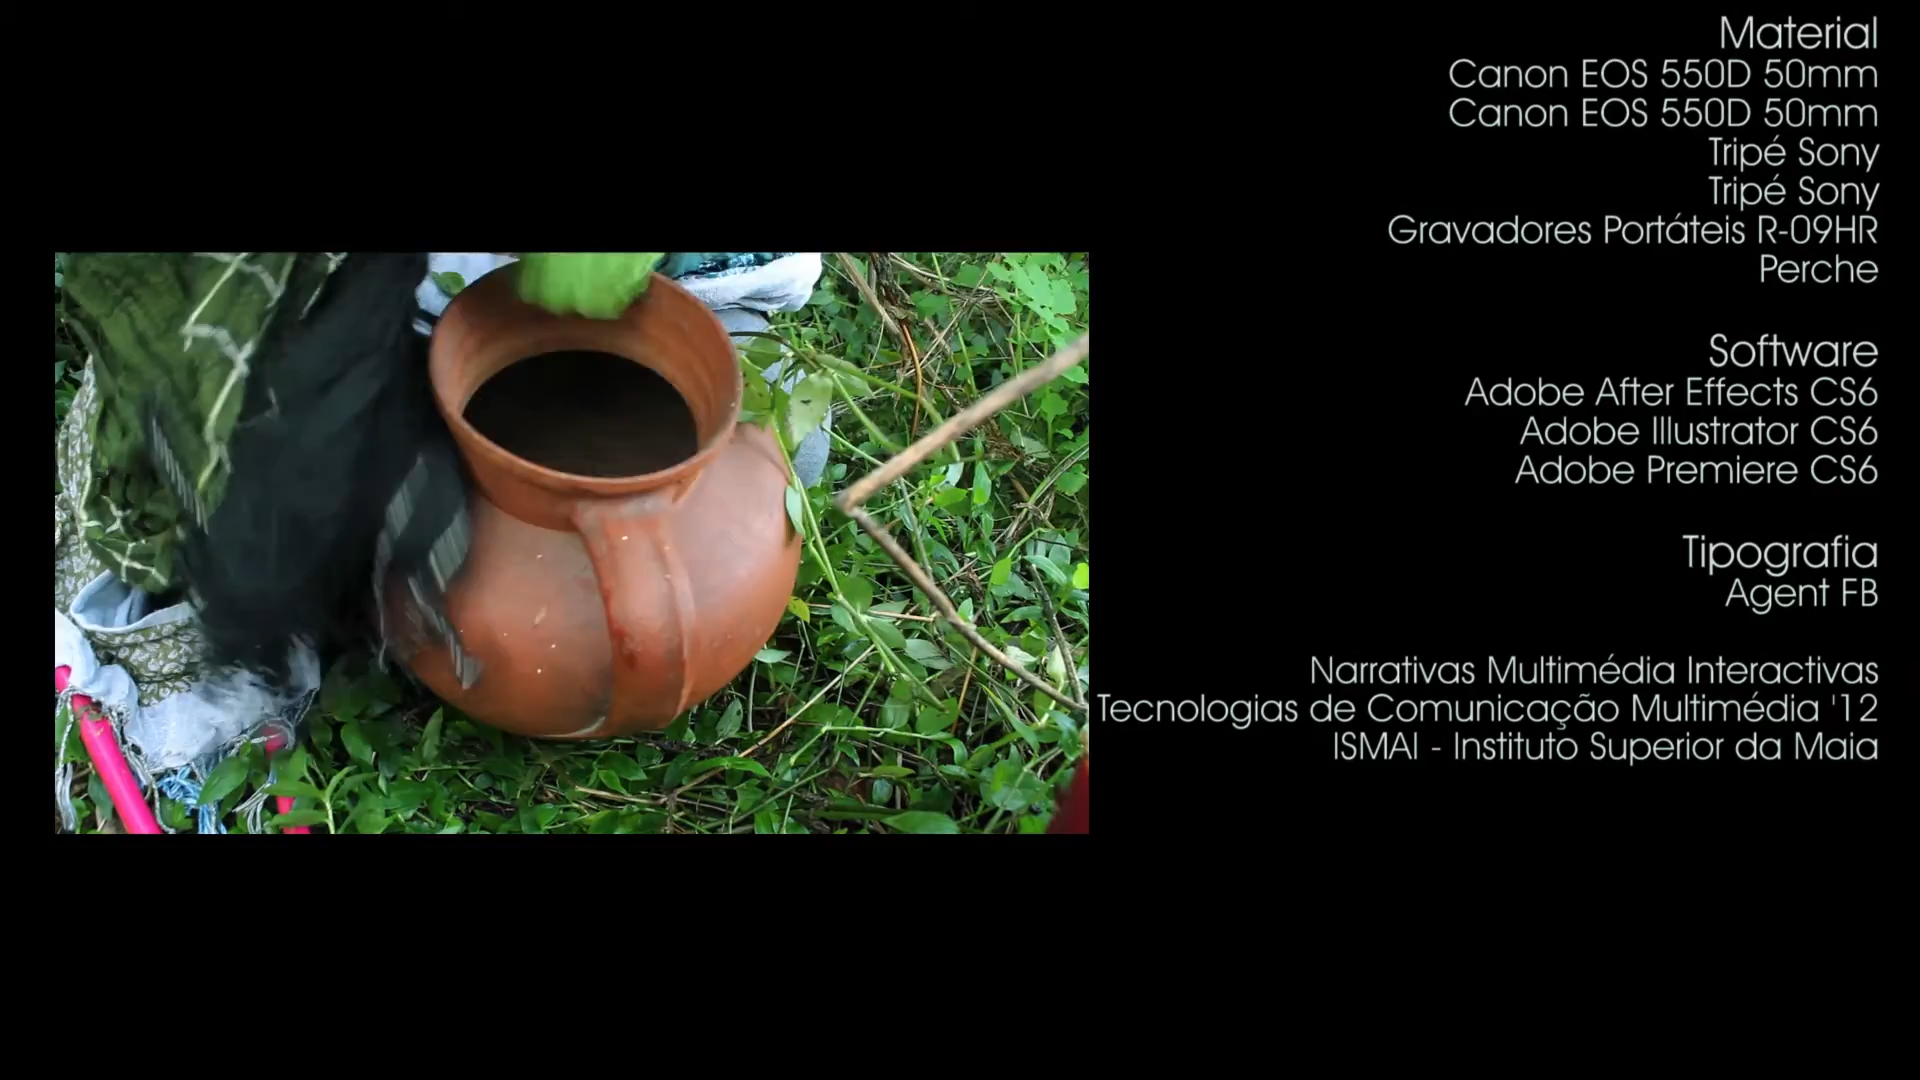 Material
Canon EOS 550D 50mm
Canon EOS 550D 50mm
Tripé Sony
Tripé Sony
Gravadores Portáteis R-09HR
Perche
Software
Adobe After Effects CS6
Adobe Illustrator CS6
Adobe Premiere CS6
Tipografia
Agent FB
Narrativas Multimédia Interactivas
Tecnologias de Comunicação Multimédia '12
ISMAI - Instituto Superior da Maia